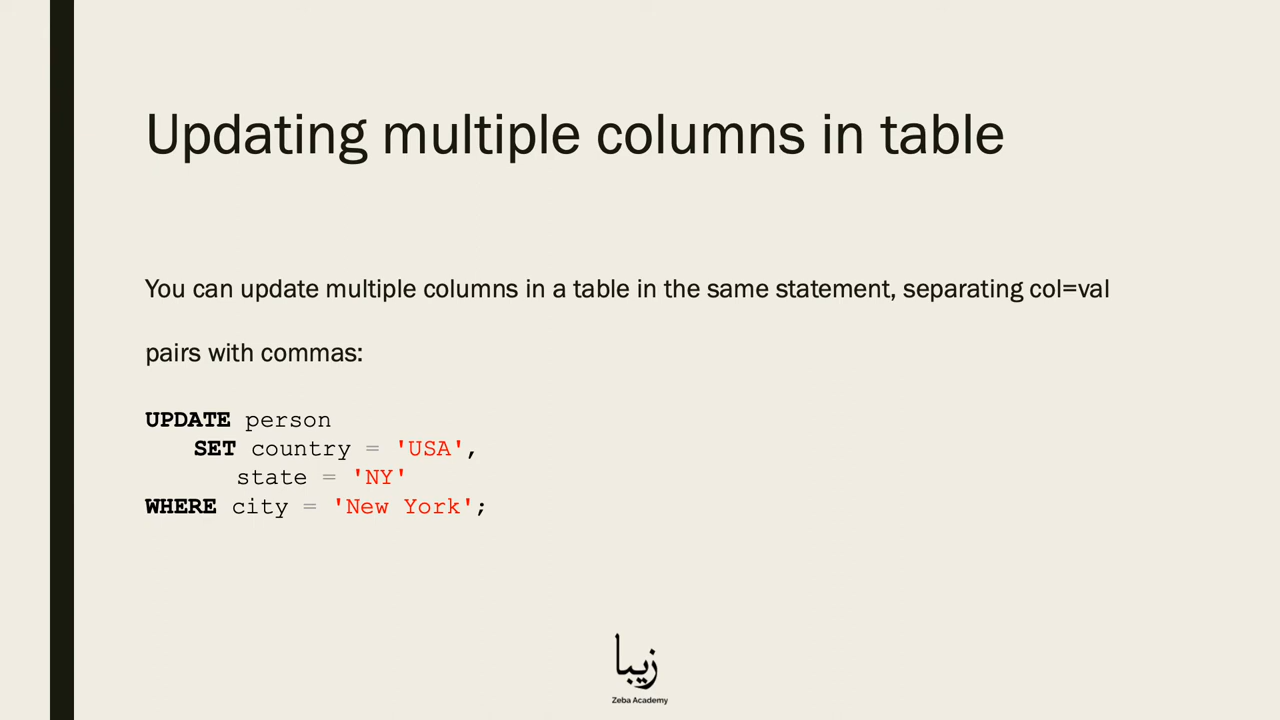 Updating multiple columns in table
You can update multiple columns in a table in the same statement, separating col=val
pairs with commas:
UPDATE person
SET country = 'USA',
state = 'NY'
WHERE city = 'New York';
زيبا
Zeba Academy